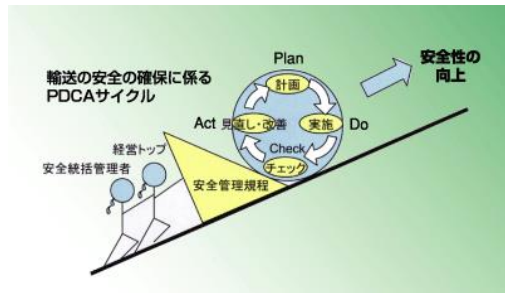 輸送の安全の確保に係る
PDCAサイクル
Plan
計画
安全性の
向上
Act
見直し・改善
実施
Do
Check
チェック
経営トップ
安全統括管理者
安全管理規程